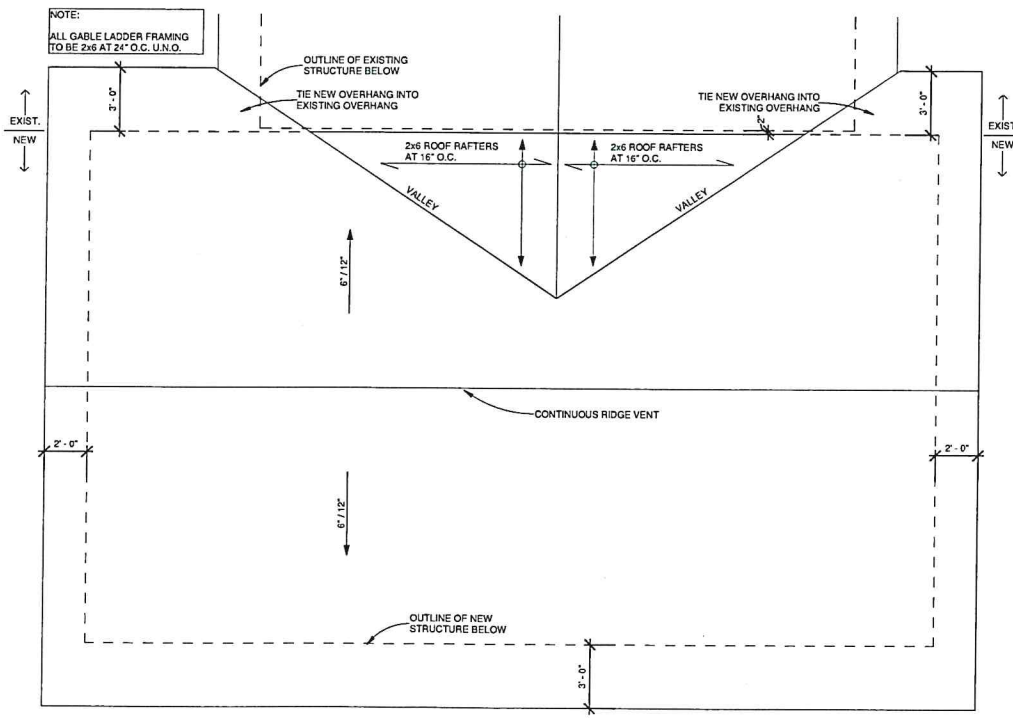 NOTE:
ALL GABLE LADDER FRAMING
TO BE 2x6 AT 24" O.C. U.N.O.
OUTLINE OF EXISTING
STRUCTURE BELOW
TIE NEW OVERHANG INTO
EXISTING OVERHANG
TIE NEW OVERHANG INTO
EXISTING OVERHANG
3' - 0"
3' - 0"
EXIST.
NEW
EXIST
NEW
2"
2x6 ROOF RAFTERS
AT 16" O.C.
2x6 ROOF RAFTERS
AT 16" O.C.
VALLEY
VALLEY
6" / 12"
CONTINUOUS RIDGE VENT
2' - 0"
2' - 0"
6" / 12"
OUTLINE OF NEW
STRUCTURE BELOW
3' - 0"